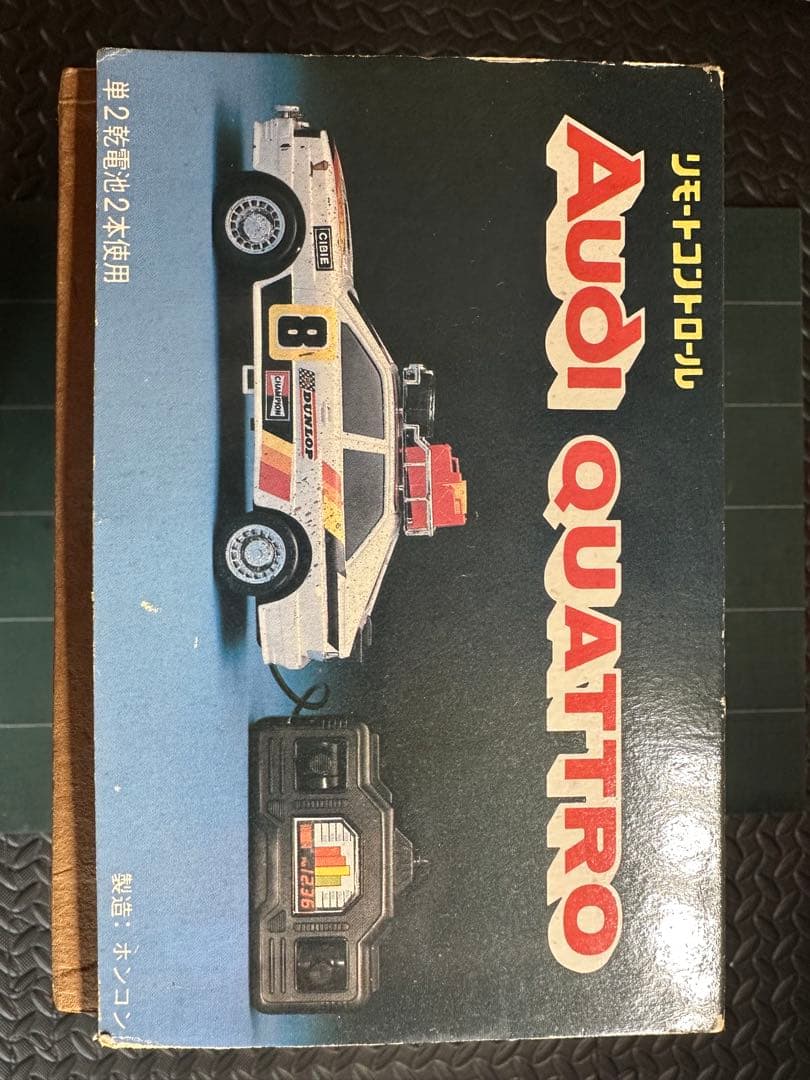 リモートコントロール
AUDI QUATTRO
CIBIE
8
CHAMPION
DUNLOP
1236
単2乾電池2本使用
製造:ホンコン